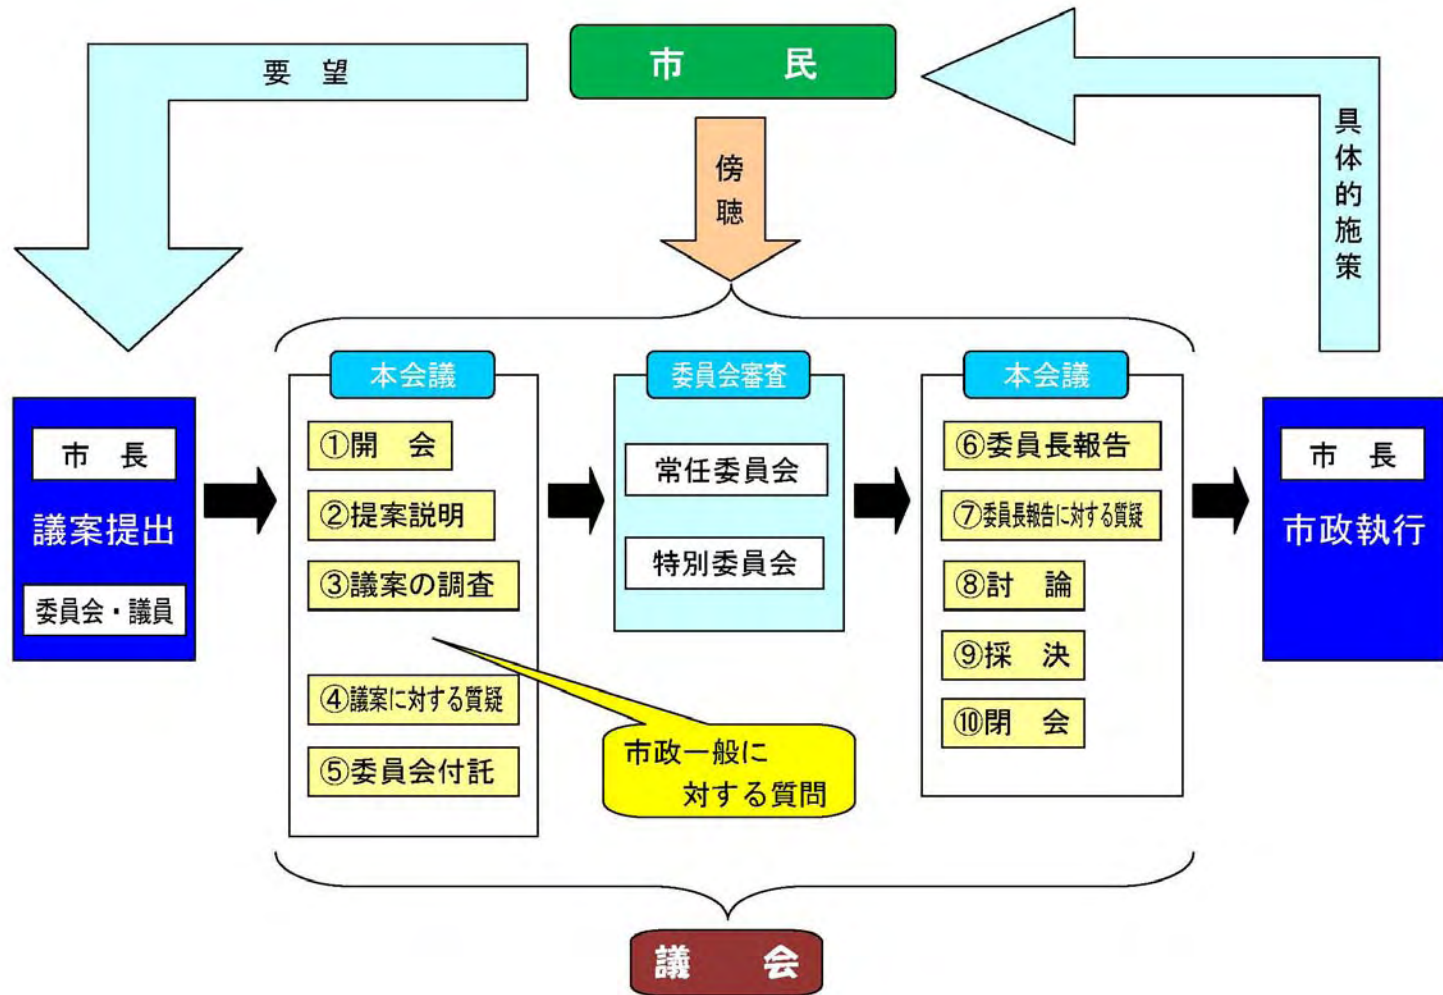 市　民
要　望
傍聴
具体的施策
市　長
議案提出
委員会・議員
本会議
①開　会
②提案説明
③議案の調査
④議案に対する質疑
⑤委員会付託
市政一般に
対する質問
委員会審査
常任委員会
特別委員会
本会議
⑥委員長報告
⑦委員長報告に対する質疑
⑧討　論
⑨採　決
⑩閉　会
市　長
市政執行
議　会